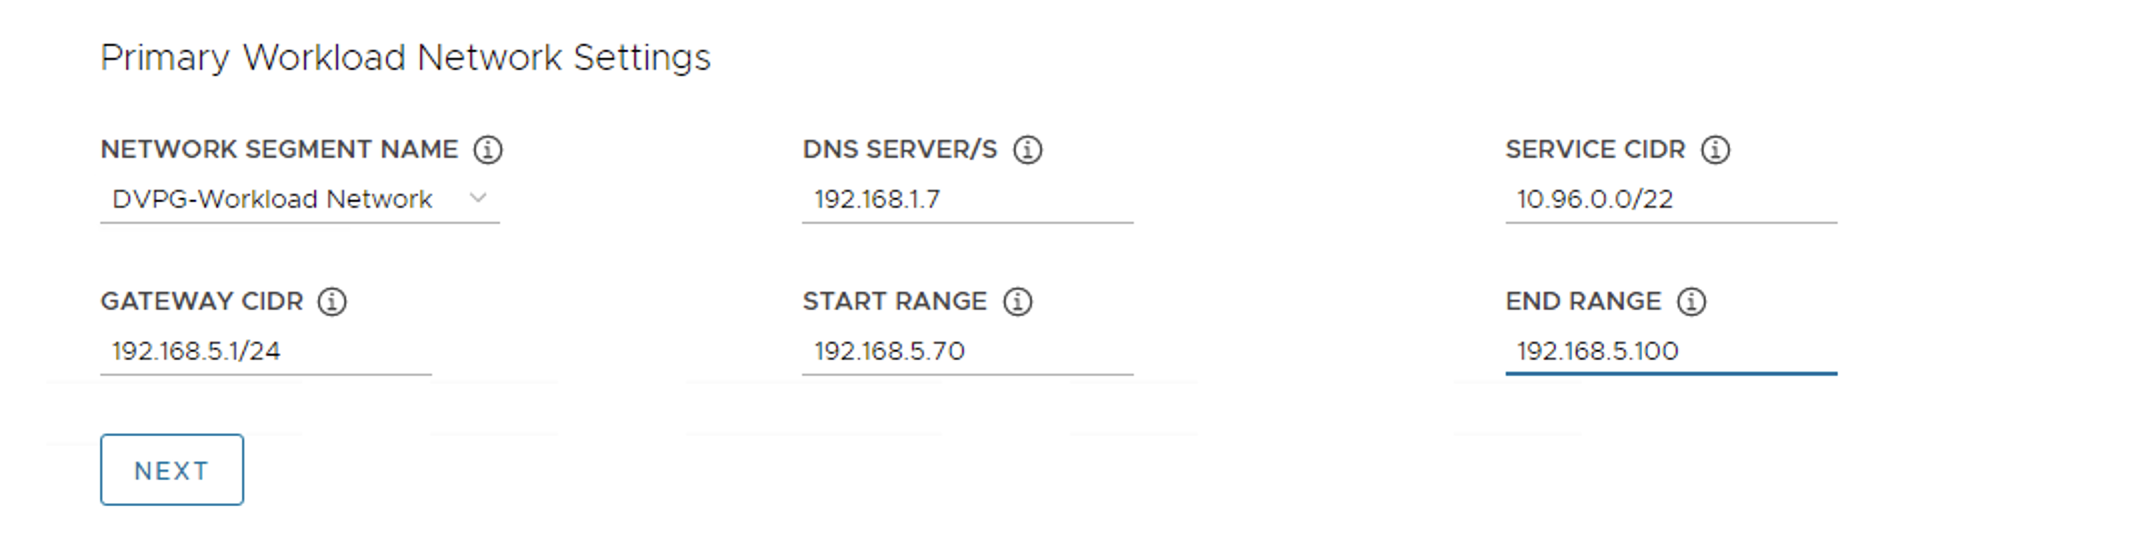 Primary Workload Network Settings
NETWORK SEGMENT NAME
DNS SERVER/S
SERVICE CIDR
DVPG-Workload Network
192.168.1.7
10.96.0.0/22
GATEWAY CIDR
START RANGE
END RANGE
192.168.5.1/24
192.168.5.70
192.168.5.100
NEXT